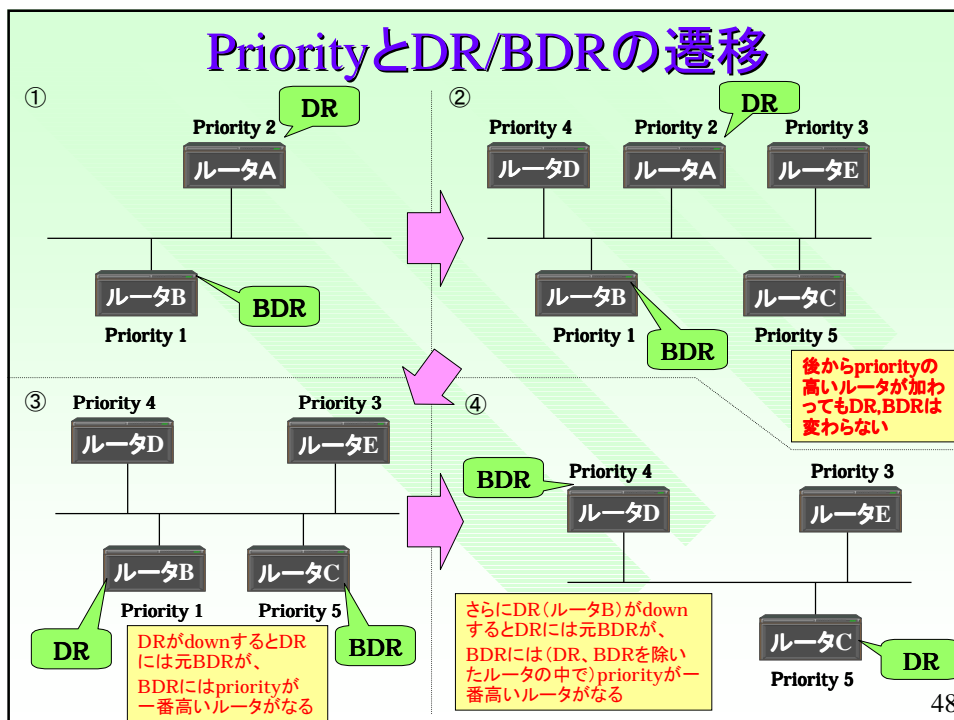 PriorityとDR/BDRの遷移
①
DR
Priority 2
ルータA
ルータB
BDR
Priority 1
②
DR
Priority 4
Priority 2
Priority 3
ルータD
ルータA
ルータE
ルータB
ルータC
Priority 1
Priority 5
BDR
後からpriorityの
高いルータが加わ
ってもDR,BDRは
変わらない
③
Priority 4
Priority 3
ルータD
ルータE
ルータB
ルータC
Priority 1
Priority 5
DR
BDR
DRがdownするとDR
には元BDRが、
BDRにはpriorityが
一番高いルータがなる
④
BDR
Priority 4
Priority 3
ルータD
ルータE
さらにDR(ルータB)がdown
するとDRには元BDRが、
BDRには(DR、BDRを除い
たルータの中で)priorityが一
番高いルータがなる
ルータC
DR
Priority 5
48